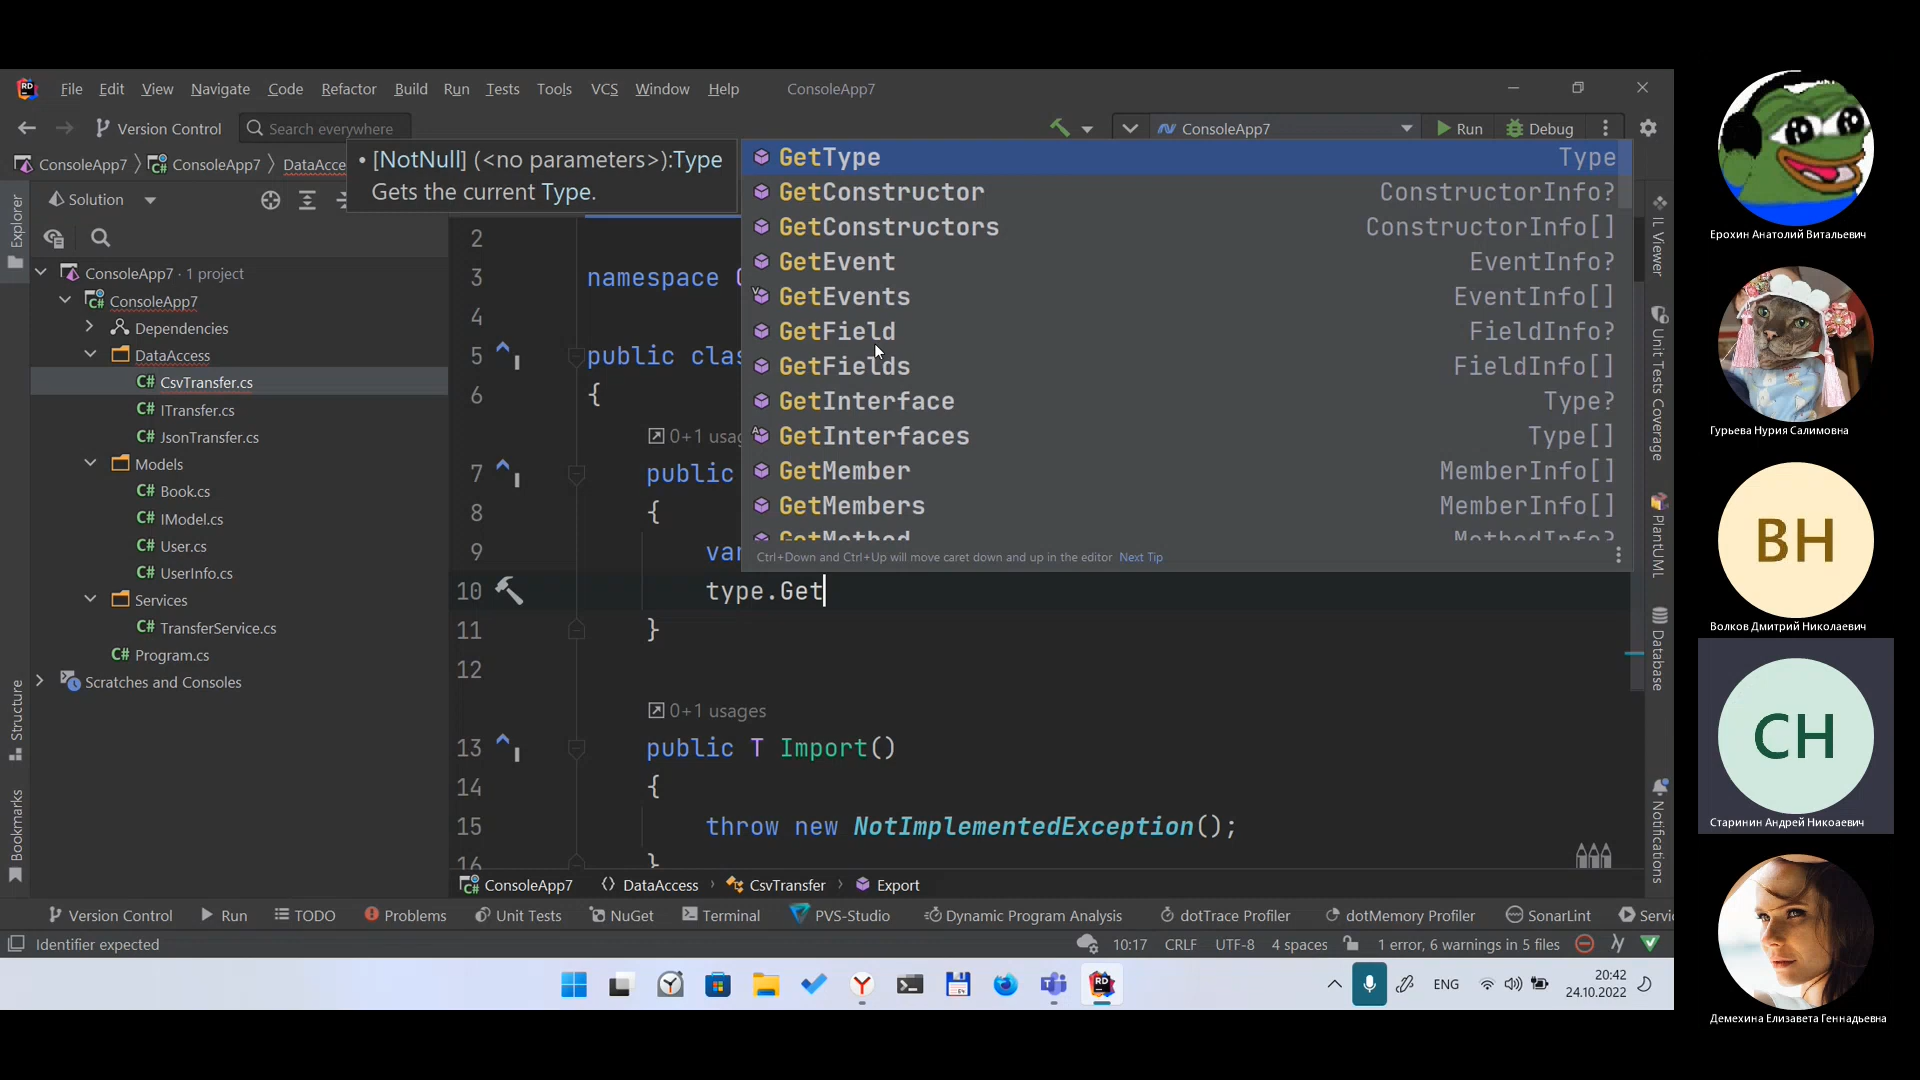 File Edit View Navigate Code Refactor Build Run Tests Tools VCS Window Help ConsoleApp7
Version Control Search everywhere ConsoleApp7 Run Debug
ConsoleApp7 ConsoleApp7 DataAcce
• [NotNull] (<no parameters>):Type
Gets the current Type.
Solution
ConsoleApp7 · 1 project
ConsoleApp7
Dependencies
DataAccess
C# CsvTransfer.cs
C# ITransfer.cs
C# JsonTransfer.cs
Models
C# Book.cs
C# IModel.cs
C# User.cs
C# UserInfo.cs
Services
C# TransferService.cs
C# Program.cs
Scratches and Consoles
Explorer
Structure
Bookmarks
GetType Type
GetConstructor ConstructorInfo?
GetConstructors ConstructorInfo[]
GetEvent EventInfo?
GetEvents EventInfo[]
GetField FieldInfo?
GetFields FieldInfo[]
GetInterface Type?
GetInterfaces Type[]
GetMember MemberInfo[]
GetMembers MemberInfo[]
GetMethod MethodInfo?
Ctrl+Down and Ctrl+Up will move caret down and up in the editor Next Tip
2
3 namespace
4
5 public clas
6 {
0+1 usag
7 public
8 {
9 var
10 type.Get
11 }
12
0+1 usages
13 public T Import()
14 {
15 throw new NotImplementedException();
16 }
IL Viewer
Unit Tests Coverage
PlantUML
Database
Notifications
ConsoleApp7 DataAccess CsvTransfer Export
Version Control Run TODO Problems Unit Tests NuGet Terminal PVS-Studio Dynamic Program Analysis dotTrace Profiler dotMemory Profiler SonarLint Servi
Identifier expected 10:17 CRLF UTF-8 4 spaces 1 error, 6 warnings in 5 files
ENG 20:42
24.10.2022
Ерохин Анатолий Витальевич
Гурьева Нурия Салимовна
ВН
Волков Дмитрий Николаевич
СН
Старинин Андрей Никоаевич
Демехина Елизавета Геннадьевна